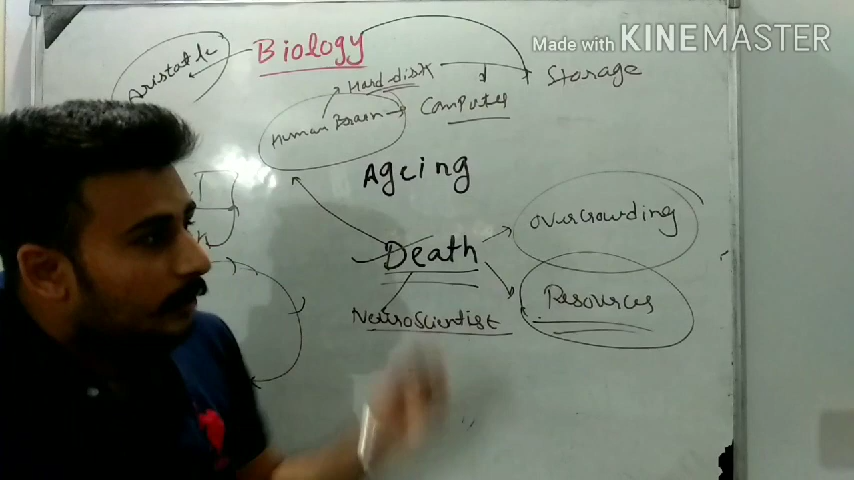 Made with KINEMASTER
Biology
Aristotle
Hard disk
Storage
Human Brain
Computer
Ageing
Overcrowding
Death
Resources
Neuroscientist